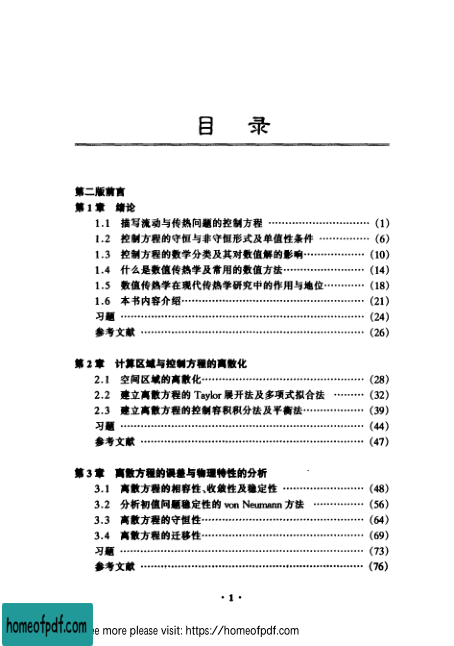 目 录
第二版前言
第1章 绪论
1.1 描写流动与传热问题的控制方程 ………………………… (1)
1.2 控制方程的守恒与非守恒形式及单值性条件 …………… (6)
1.3 控制方程的数学分类及其对数值解的影响……………… (10)
1.4 什么是数值传热学及常用的数值方法…………………… (14)
1.5 数值传热学在现代传热学研究中的作用与地位………… (18)
1.6 本书内容介绍……………………………………………… (21)
习题 ……………………………………………………………… (24)
参考文献 ………………………………………………………… (26)
第2章 计算区域与控制方程的离散化
2.1 空间区域的离散化………………………………………… (28)
2.2 建立离散方程的 Taylor 展开法及多项式拟合法 ……… (32)
2.3 建立离散方程的控制容积积分法及平衡法……………… (39)
习题 ……………………………………………………………… (44)
参考文献 ………………………………………………………… (47)
第3章 离散方程的误差与物理特性的分析
3.1 离散方程的相容性、收敛性及稳定性 …………………… (48)
3.2 分析初值问题稳定性的 von Neumann 方法 …………… (56)
3.3 离散方程的守恒性………………………………………… (64)
3.4 离散方程的迁移性………………………………………… (69)
习题 ……………………………………………………………… (73)
参考文献 ………………………………………………………… (76)
· 1 ·
homeofpdf.com
ee more please visit: https://homeofpdf.com